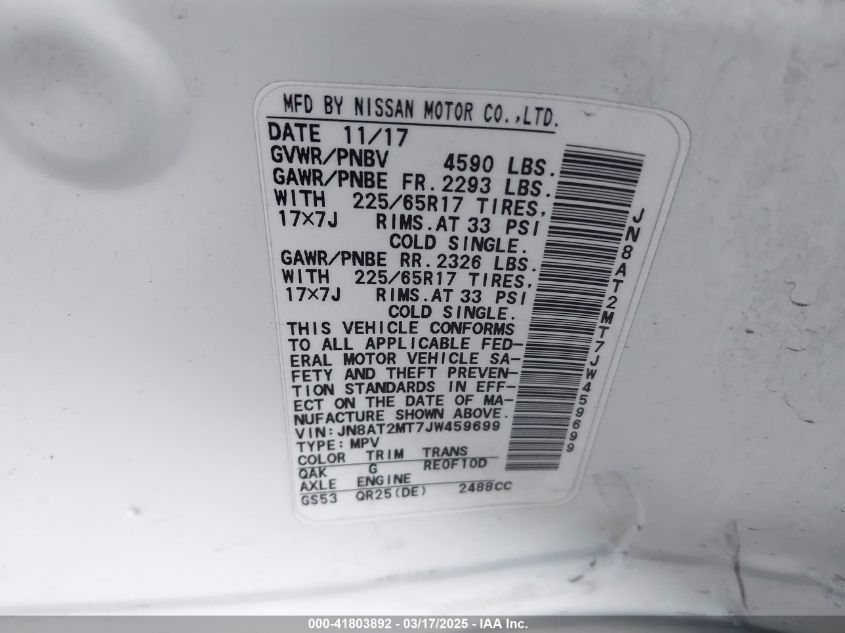 MFD BY NISSAN MOTOR CO.,LTD.
DATE 11/17
GVWR/PNBV 4590 LBS.
GAWR/PNBE FR. 2293 LBS.
WITH 225/65R17 TIRES,
17×7J RIMS. AT 33 PSI
COLD SINGLE.
GAWR/PNBE RR. 2326 LBS.
WITH 225/65R17 TIRES,
17×7J RIMS. AT 33 PSI
COLD SINGLE.
THIS VEHICLE CONFORMS
TO ALL APPLICABLE FED-
ERAL MOTOR VEHICLE SA-
FETY AND THEFT PREVEN-
TION STANDARDS IN EFF-
ECT ON THE DATE OF MA-
NUFACTURE SHOWN ABOVE.
VIN:JN8AT2MT7JW459699
TYPE:MPV
COLOR TRIM TRANS
QAK G RE0F10D
AXLE ENGINE
GS53 QR25(DE) 2488CC
JN8AT2MT7JW459699
000-41803892 - 03/17/2025 - IAA Inc.